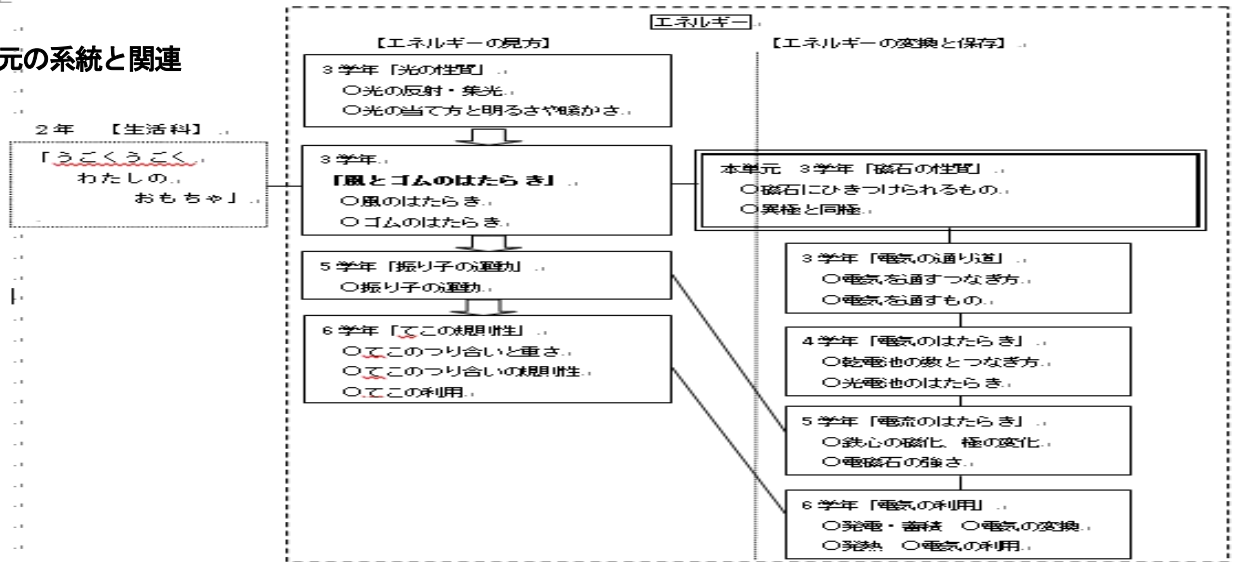 元の系統と関連
エネルギー
【エネルギーの見方】
【エネルギーの変換と保存】
2年 【生活科】
「うごくうごく
わたしの
おもちゃ」
3学年「光の性質」
○光の反射・集光
○光の当て方と明るさや暖かさ
3学年
「風とゴムのはたらき」
○風のはたらき
○ゴムのはたらき
5学年「振り子の運動」
○振り子の運動
6学年「てこの規則性」
○てこのつり合いと重さ
○てこのつり合いの規則性
○てこの利用
本単元 3学年「磁石の性質」
○磁石にひきつけられるもの
○異極と同極
3学年「電気の通り道」
○電気を通すつなぎ方
○電気を通すもの
4学年「電気のはたらき」
○乾電池の数とつなぎ方
○光電池のはたらき
5学年「電流のはたらき」
○鉄心の磁化、極の変化
○電磁石の強さ
6学年「電気の利用」
○発電・蓄積 ○電気の変換
○発熱 ○電気の利用